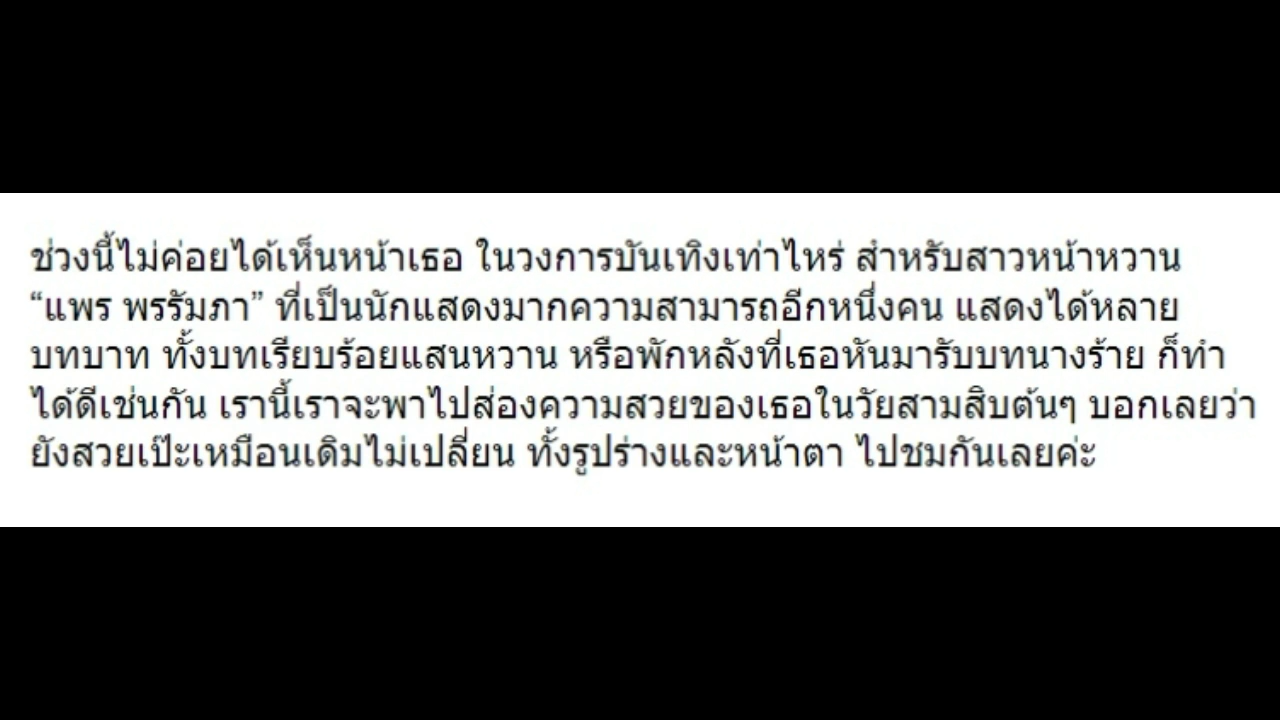 ช่วงนี้ไม่ค่อยได้เห็นหน้าเธอ ในวงการบันเทิงเท่าไหร่ สำหรับสาวหน้าหวาน
“แพร พรรัมภา” ที่เป็นนักแสดงมากความสามารถอีกหนึ่งคน แสดงได้หลาย
บทบาท ทั้งบทเรียบร้อยแสนหวาน หรือพักหลังที่เธอหันมารับบทนางร้าย ก็ทำ
ได้ดีเช่นกัน เรานี้เราจะพาไปส่องความสวยของเธอในวัยสามสิบต้นๆ บอกเลยว่า
ยังสวยเป๊ะเหมือนเดิมไม่เปลี่ยน ทั้งรูปร่างและหน้าตา ไปชมกันเลยค่ะ